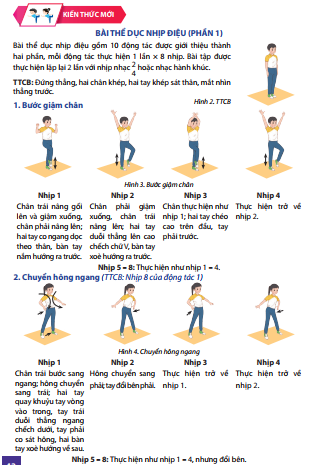 KIẾN THỨC MỚI
BÀI THỂ DỤC NHỊP ĐIỆU (PHẦN 1)
Bài thể dục nhịp điệu gồm 10 động tác được giới thiệu thành
hai phần, mỗi động tác thực hiện 1 lần × 8 nhịp. Bài tập được
thực hiện lặp lại 2 lần với nhịp nhạc 2/4 hoặc nhạc hành khúc.
TTCB: Đứng thẳng, hai chân khép, hai tay khép sát thân, mắt nhìn
thẳng trước.
Hình 2. TTCB
1. Bước giậm chân
Hình 3. Bước giậm chân
Nhịp 1
Chân trái nâng gối
lên và giậm xuống,
chân phải nâng lên;
hai tay co ngang dọc
theo thân, bàn tay
nắm hướng ra trước.
Nhịp 2
Chân phải giậm
xuống, chân trái
nâng lên; hai tay
duỗi thẳng lên cao
chếch chữ V, bàn tay
xoè hướng ra trước.
Nhịp 3
Chân thực hiện như
nhịp 1; hai tay chéo
cao trên đầu, tay
phải trước.
Nhịp 4
Thực hiện trở về
nhịp 2.
Nhịp 5 = 8: Thực hiện như nhịp 1 = 4.
2. Chuyển hông ngang (TTCB: Nhịp 8 của động tác 1)
Hình 4. Chuyển hông ngang
Nhịp 1
Chân trái bước sang
ngang; hông chuyển
sang trái; hai tay
quay khuỷu tay vòng
vào trong, tay trái
duỗi thẳng ngang
chếch dưới, tay phải
co sát hông, hai bàn
tay xoè hướng về sau.
Nhịp 2
Hông chuyển sang
phải; tay đổi bên phải.
Nhịp 3
Thực hiện trở về
nhịp 1.
Nhịp 4
Thực hiện trở về
nhịp 2.
Nhịp 5 = 8: Thực hiện như nhịp 1 = 4, nhưng đổi bên.